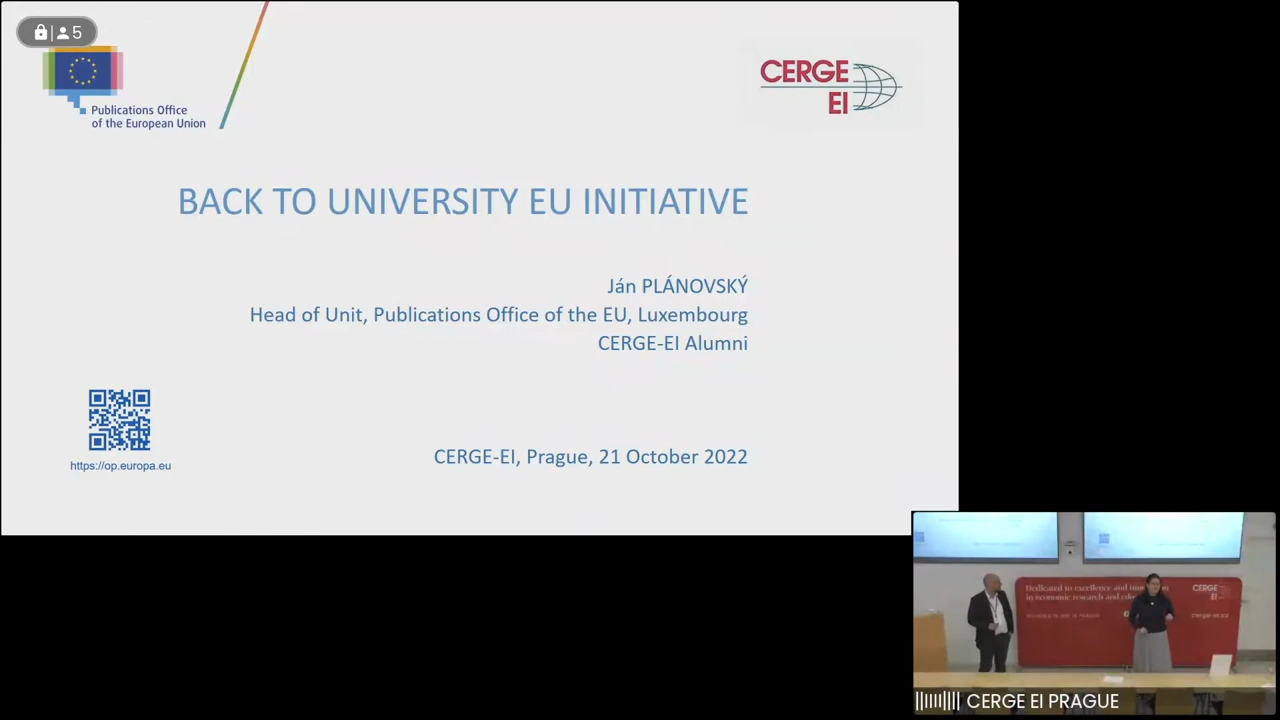 5
Publications Office
of the European Union
CERGE
EI
BACK TO UNIVERSITY EU INITIATIVE
Ján PLÁNOVSKÝ
Head of Unit, Publications Office of the EU, Luxembourg
CERGE-EI Alumni
https://op.europa.eu
CERGE-EI, Prague, 21 October 2022
Dedicated to excellence and
in economic research and
CERGE
EI
cerge-ei.cz
CERGE EI PRAGUE